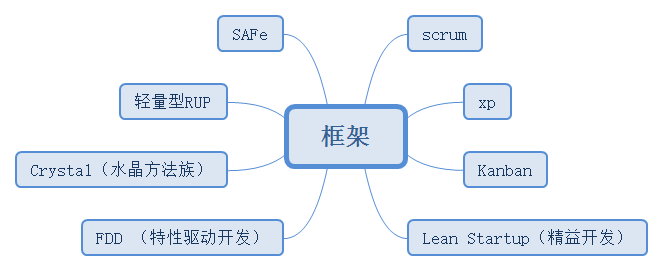 SAFe
scrum
轻量型RUP
xp
框架
Crystal（水晶方法族）
Kanban
FDD （特性驱动开发）
Lean Startup（精益开发）